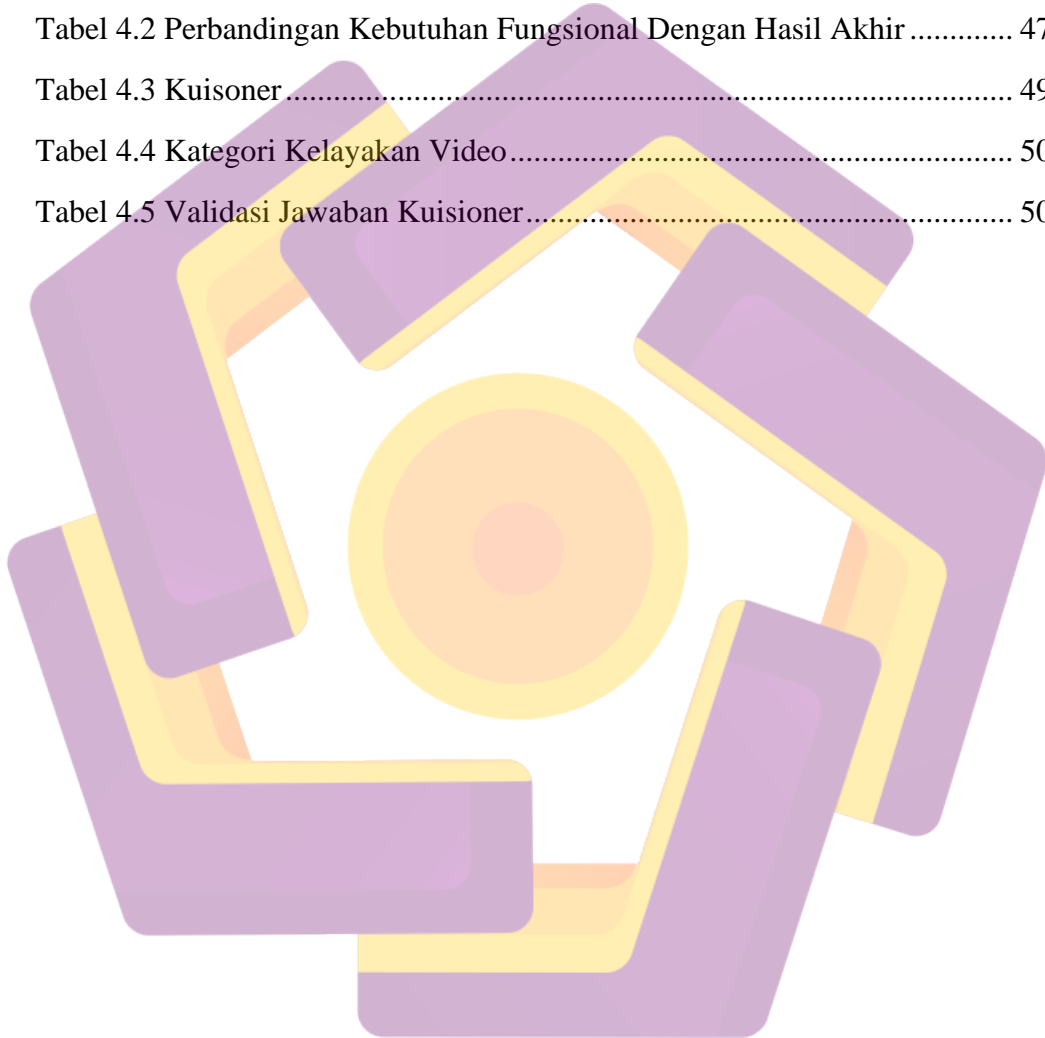 Tabel 4.2 Perbandingan Kebutuhan Fungsional Dengan Hasil Akhir ............. 47
Tabel 4.3 Kuisoner ......................................................................................... 49
Tabel 4.4 Kategori Kelayakan Video .............................................................. 50
Tabel 4.5 Validasi Jawaban Kuisioner ............................................................ 50